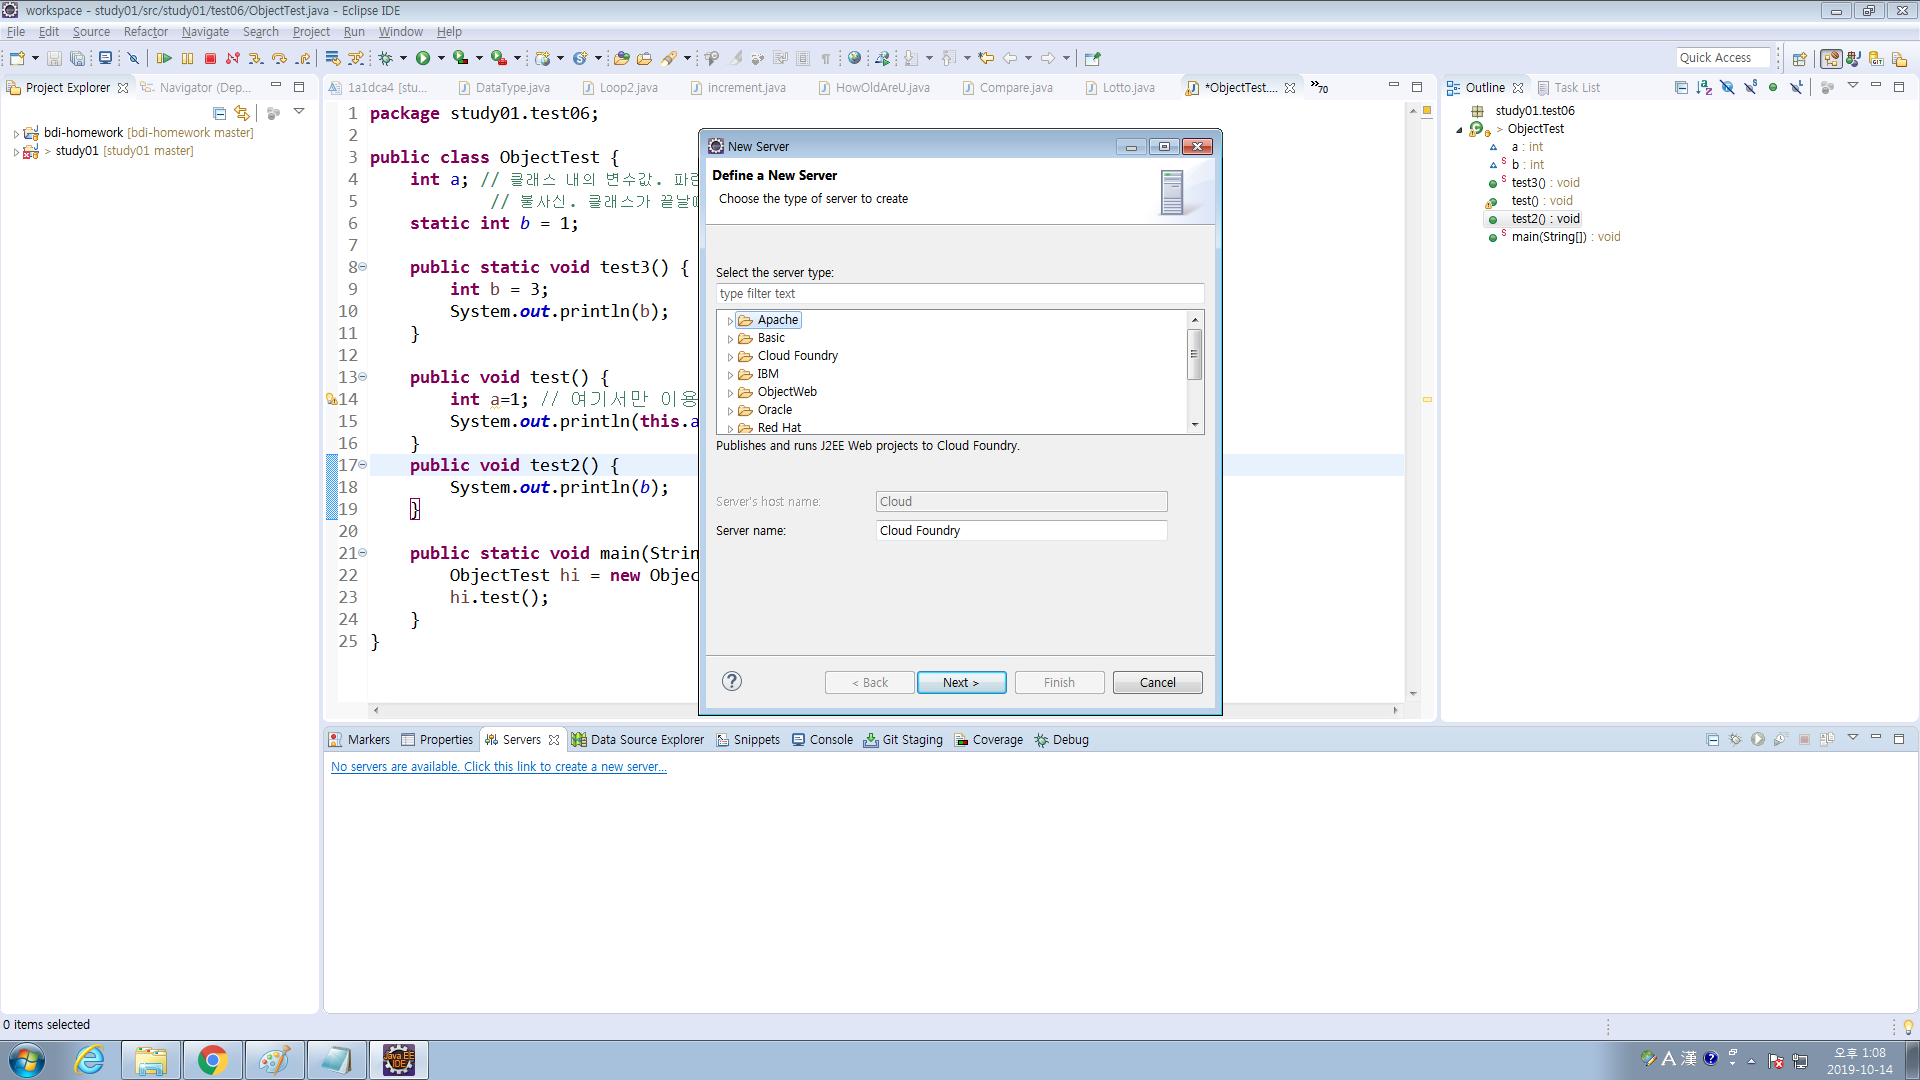 workspace - study01/src/study01/test06/ObjectTest.java - Eclipse IDE
File Edit Source Refactor Navigate Search Project Run Window Help
Quick Access
Project Explorer
Navigator (Dep...
bdi-homework [bdi-homework master]
> study01 [study01 master]
1a1dca4 [stu... DataType.java Loop2.java increment.java HowOldAreU.java Compare.java Lotto.java *ObjectTest.... 70
1 package study01.test06;
2
3 public class ObjectTest {
4 int a; // 클래스 내의 변수값. 파란
5 // 불사신. 클래스가 끝날때
6 static int b = 1;
7
8 public static void test3() {
9 int b = 3;
10 System.out.println(b);
11 }
12
13 public void test() {
14 int a=1; // 여기서만 이용
15 System.out.println(this.a
16 }
17 public void test2() {
18 System.out.println(b);
19 }
20
21 public static void main(Strin
22 ObjectTest hi = new Objec
23 hi.test();
24 }
25 }
New Server
Define a New Server
Choose the type of server to create
Select the server type:
type filter text
Apache
Basic
Cloud Foundry
IBM
ObjectWeb
Oracle
Red Hat
Publishes and runs J2EE Web projects to Cloud Foundry.
Server's host name: Cloud
Server name: Cloud Foundry
< Back Next > Finish Cancel
Outline Task List
study01.test06
> ObjectTest
a : int
b : int
test3() : void
test() : void
test2() : void
main(String[]) : void
Markers Properties Servers Data Source Explorer Snippets Console Git Staging Coverage Debug
No servers are available. Click this link to create a new server...
0 items selected
Java EE
IDE
A 漢
오후 1:08
2019-10-14